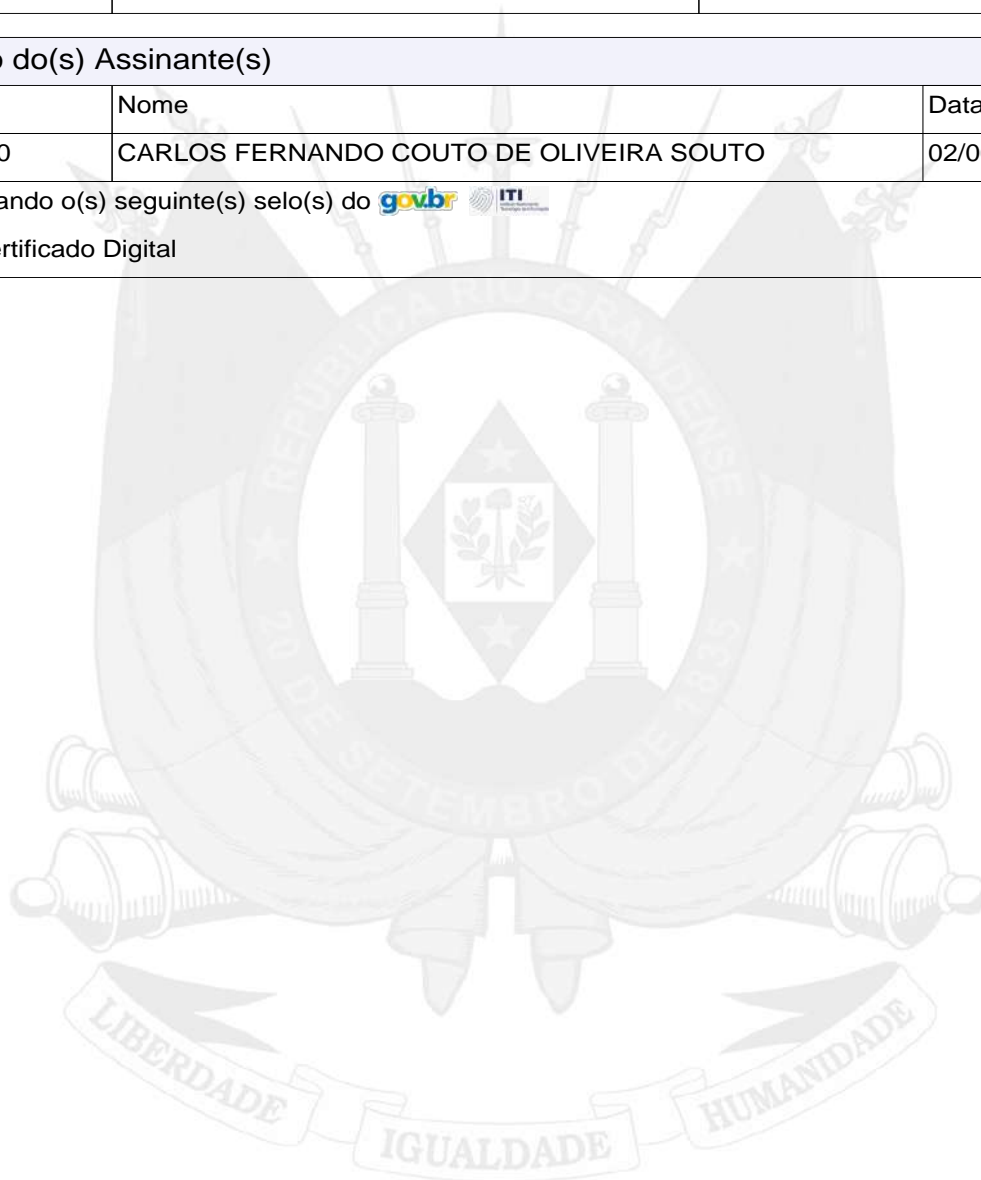 o do(s) Assinante(s)
Nome Data
0 CARLOS FERNANDO COUTO DE OLIVEIRA SOUTO 02/0
ando o(s) seguinte(s) selo(s) do gov.br ITI
ertificado Digital
REPÚBLICA RIO-GRANDENSE
20 DE SETEMBRO DE 1835
LIBERDADE IGUALDADE HUMANIDADE